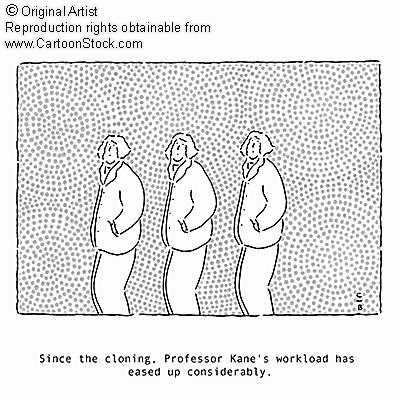 © Original Artist
Reproduction rights obtainable from
www.CartoonStock.com
Since the cloning, Professor Kane's workload has
eased up considerably.